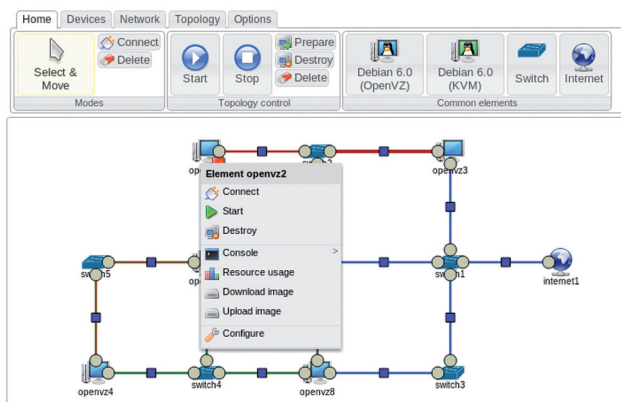 Home Devices Network Topology Options
Connect
Delete
Select &
Move
Modes
Start
Stop
Prepare
Destroy
Delete
Topology control
Debian 6.0
(OpenVZ)
Debian 6.0
(KVM)
Switch
Internet
Common elements
openvz3
Element openvz2
Connect
Start
Destroy
Console >
Resource usage
Download image
Upload image
Configure
switch5
switch1
internet1
openvz4
switch4
openvz8
switch3